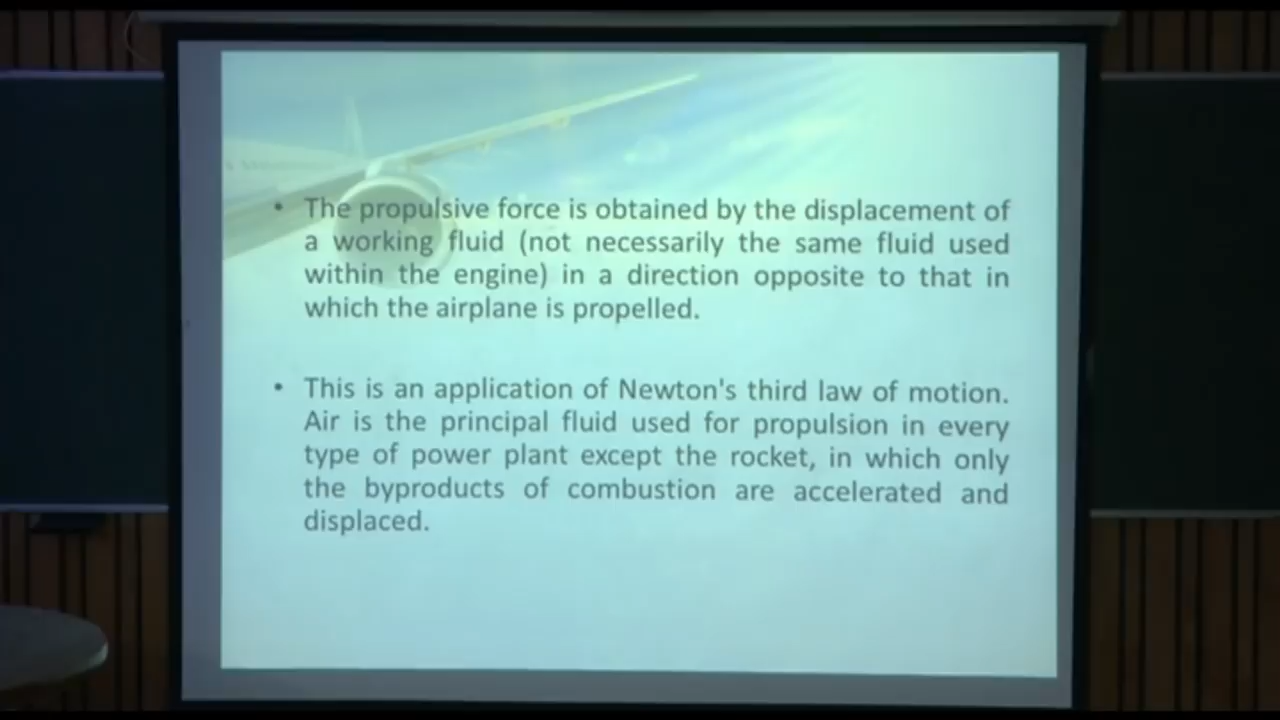 • The propulsive force is obtained by the displacement of
a working fluid (not necessarily the same fluid used
within the engine) in a direction opposite to that in
which the airplane is propelled.
• This is an application of Newton's third law of motion.
Air is the principal fluid used for propulsion in every
type of power plant except the rocket, in which only
the byproducts of combustion are accelerated and
displaced.